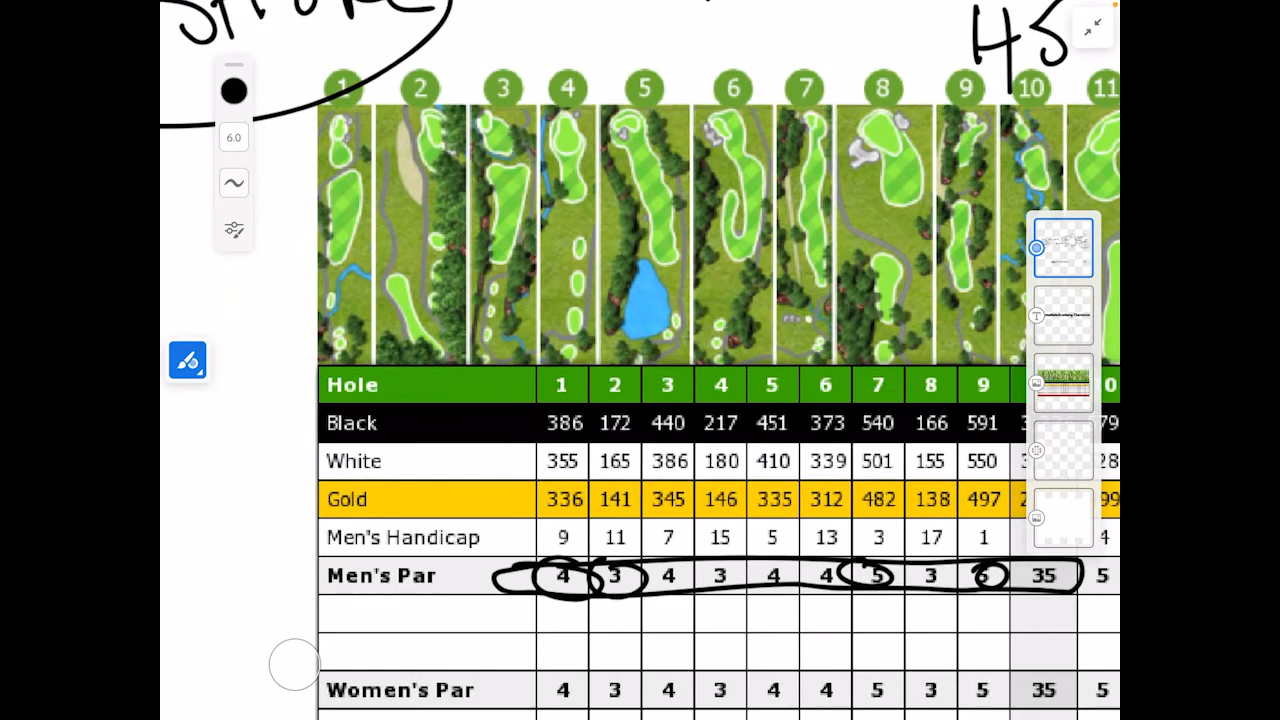 45
1 2 3 4 5 6 7 8 9 10 11
6.0
Hole 1 2 3 4 5 6 7 8 9 0
Black 386 172 440 217 451 373 540 166 591 79
White 355 165 386 180 410 339 501 155 550 28
Gold 336 141 345 146 335 312 482 138 497 99
Men's Handicap 9 11 7 15 5 13 3 17 1 4
Men's Par 4 3 4 3 4 4 5 3 5 35 5
Women's Par 4 3 4 3 4 4 5 3 5 35 5